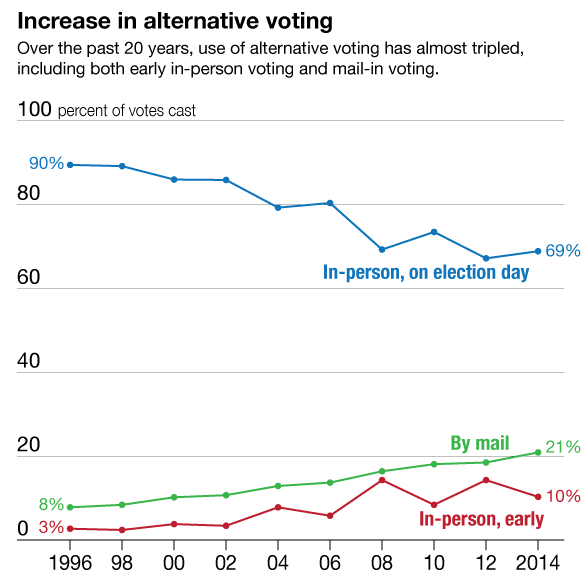 Increase in alternative voting
Over the past 20 years, use of alternative voting has almost tripled,
including both early in-person voting and mail-in voting.
100 percent of votes cast
90%
80
69%
In-person, on election day
60
40
20
By mail
21%
8%
10%
3%
In-person, early
0
1996 98 00 02 04 06 08 10 12 2014